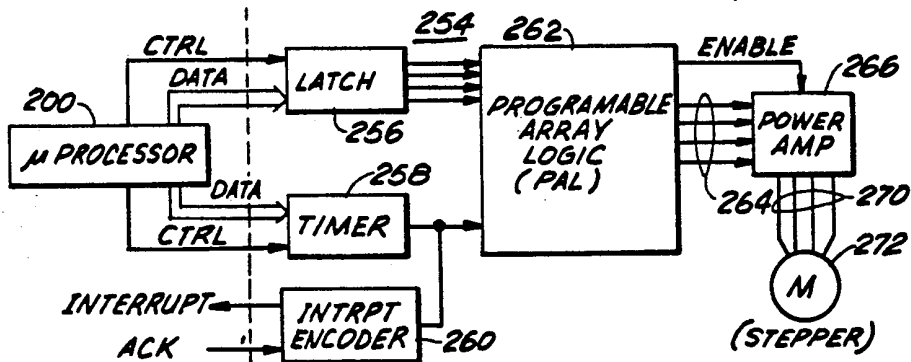 CTRL
254
262
ENABLE
DATA
LATCH
266
200
256
PROGRAMABLE
ARRAY
LOGIC
(PAL)
POWER
AMP
μ PROCESSOR
258
DATA
264
270
TIMER
CTRL
272
M
INTERRUPT
INTRPT
ENCODER
260
(STEPPER)
ACK